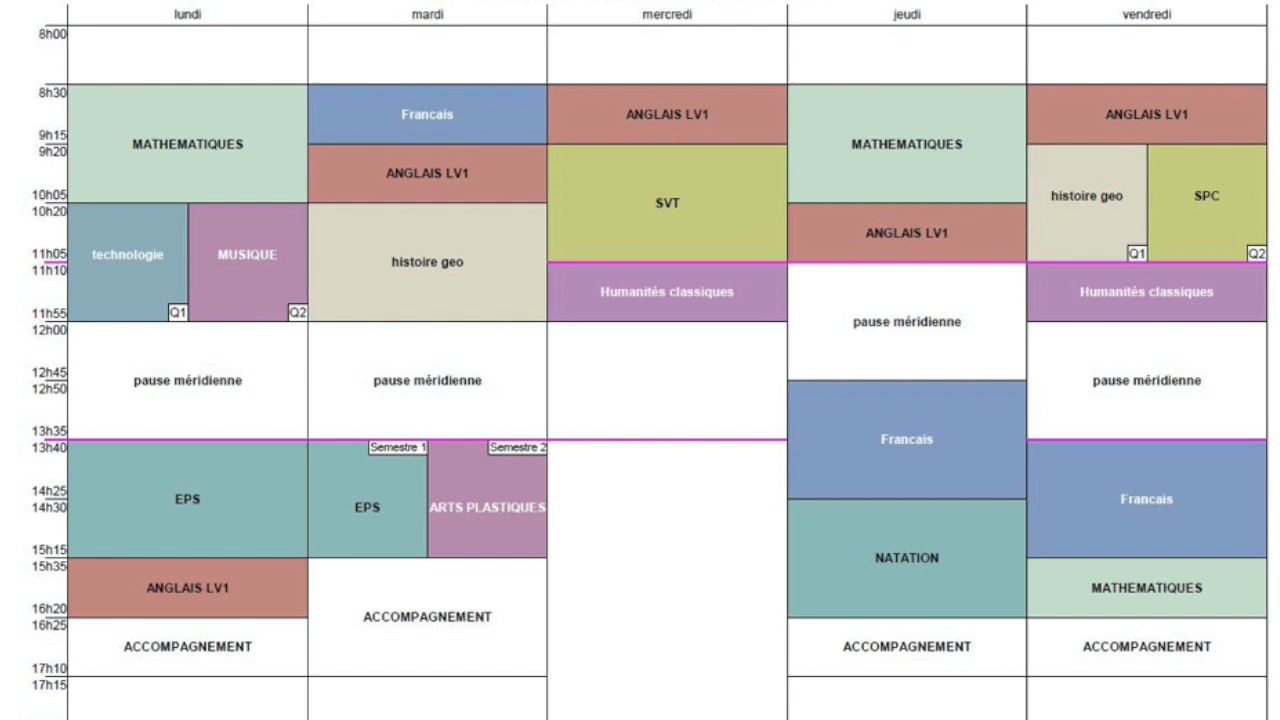 lundi mardi mercredi jeudi vendredi
8h00
8h30
Francais ANGLAIS LV1 ANGLAIS LV1
9h15
MATHEMATIQUES MATHEMATIQUES
9h20
ANGLAIS LV1
10h05
histoire geo SPC
SVT
10h20
ANGLAIS LV1
technologie MUSIQUE
11h05
Q1 Q2
histoire geo
11h10
Humanités classiques Humanités classiques
11h55
Q1 Q2
pause méridienne
12h00
12h45
pause méridienne pause méridienne pause méridienne
12h50
13h35
Francais
13h40
Semestre 1 Semestre 2
14h25
EPS Francais
14h30
EPS ARTS PLASTIQUES
15h15
NATATION
15h35
ANGLAIS LV1 MATHEMATIQUES
16h20
ACCOMPAGNEMENT
16h25
ACCOMPAGNEMENT ACCOMPAGNEMENT ACCOMPAGNEMENT
17h10
17h15